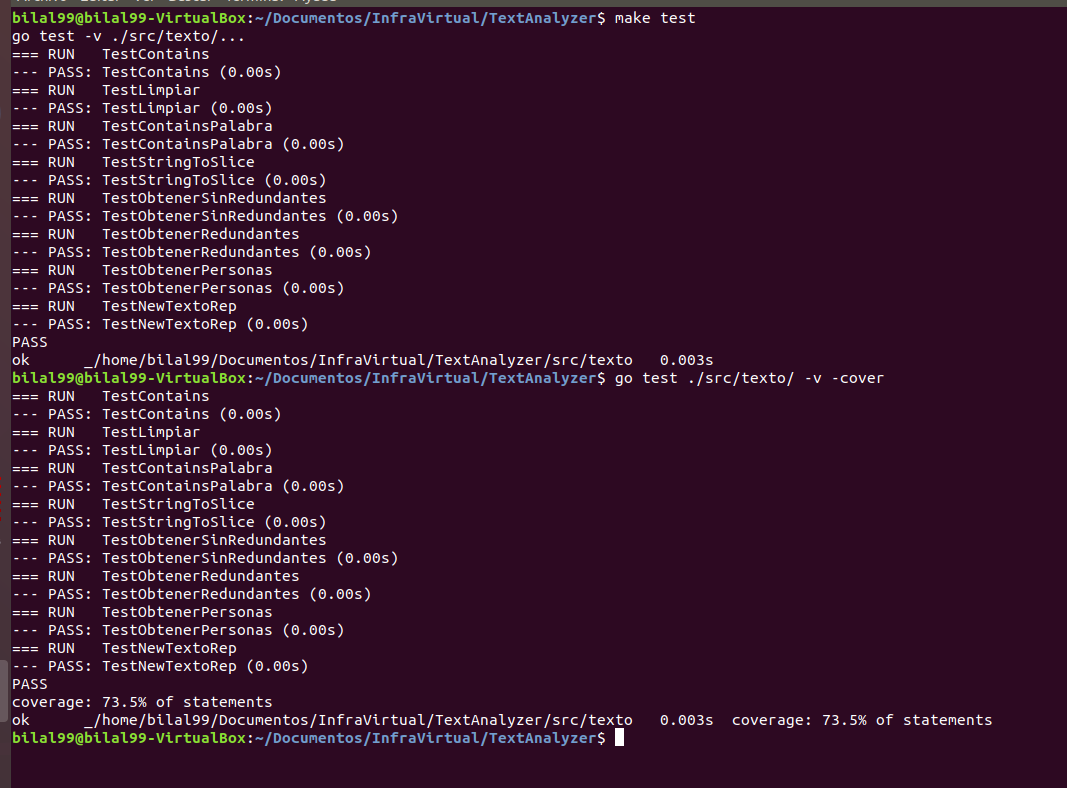 bilal99@bilal99-VirtualBox:~/Documentos/InfraVirtual/TextAnalyzer$ make test
go test -v ./src/texto/...
=== RUN   TestContains
--- PASS: TestContains (0.00s)
=== RUN   TestLimpiar
--- PASS: TestLimpiar (0.00s)
=== RUN   TestContainsPalabra
--- PASS: TestContainsPalabra (0.00s)
=== RUN   TestStringToSlice
--- PASS: TestStringToSlice (0.00s)
=== RUN   TestObtenerSinRedundantes
--- PASS: TestObtenerSinRedundantes (0.00s)
=== RUN   TestObtenerRedundantes
--- PASS: TestObtenerRedundantes (0.00s)
=== RUN   TestObtenerPersonas
--- PASS: TestObtenerPersonas (0.00s)
=== RUN   TestNewTextoRep
--- PASS: TestNewTextoRep (0.00s)
PASS
ok      _/home/bilal99/Documentos/InfraVirtual/TextAnalyzer/src/texto   0.003s
bilal99@bilal99-VirtualBox:~/Documentos/InfraVirtual/TextAnalyzer$ go test ./src/texto/ -v -cover
=== RUN   TestContains
--- PASS: TestContains (0.00s)
=== RUN   TestLimpiar
--- PASS: TestLimpiar (0.00s)
=== RUN   TestContainsPalabra
--- PASS: TestContainsPalabra (0.00s)
=== RUN   TestStringToSlice
--- PASS: TestStringToSlice (0.00s)
=== RUN   TestObtenerSinRedundantes
--- PASS: TestObtenerSinRedundantes (0.00s)
=== RUN   TestObtenerRedundantes
--- PASS: TestObtenerRedundantes (0.00s)
=== RUN   TestObtenerPersonas
--- PASS: TestObtenerPersonas (0.00s)
=== RUN   TestNewTextoRep
--- PASS: TestNewTextoRep (0.00s)
PASS
coverage: 73.5% of statements
ok      _/home/bilal99/Documentos/InfraVirtual/TextAnalyzer/src/texto   0.003s  coverage: 73.5% of statements
bilal99@bilal99-VirtualBox:~/Documentos/InfraVirtual/TextAnalyzer$